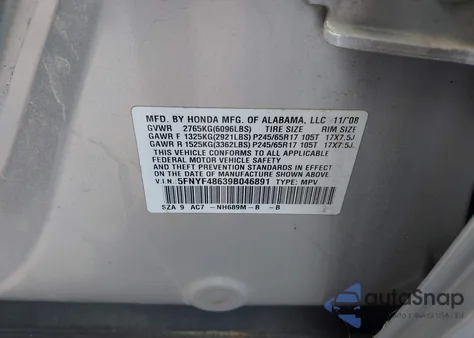 MFD. BY HONDA MFG. OF ALABAMA, LLC 11/'08
GVWR 2765KG(6096LBS) TIRE SIZE RIM SIZE
GAWR F 1325KG(2921LBS) P245/65R17 105T 17X7.5J
GAWR R 1525KG(3362LBS) P245/65R17 105T 17X7.5J.
THIS VEHICLE CONFORMS TO ALL APPLICABLE
FEDERAL MOTOR VEHICLE SAFETY STANDARDS
AND THEFT PREVENTION STANDARD IN EFFECT
ON THE DATE OF MANUFACTURE SHOWN ABOVE.
V.I.N.: 5FNYF48639B046891 TYPE: MPV
SZA 9 AC7 -NH689M-B -B
autoSnap